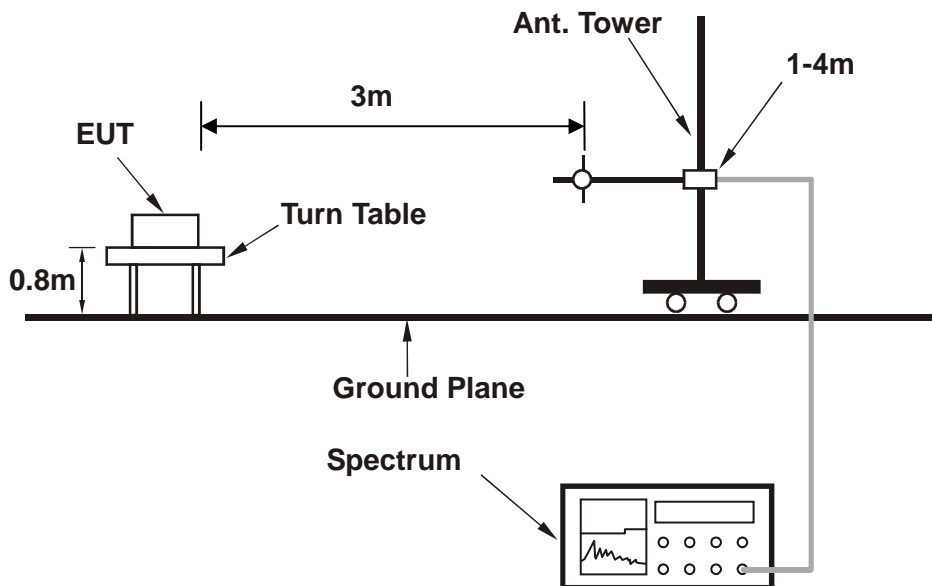 Ant. Tower
1-4m
3m
EUT
Turn Table
0.8m
Ground Plane
Spectrum